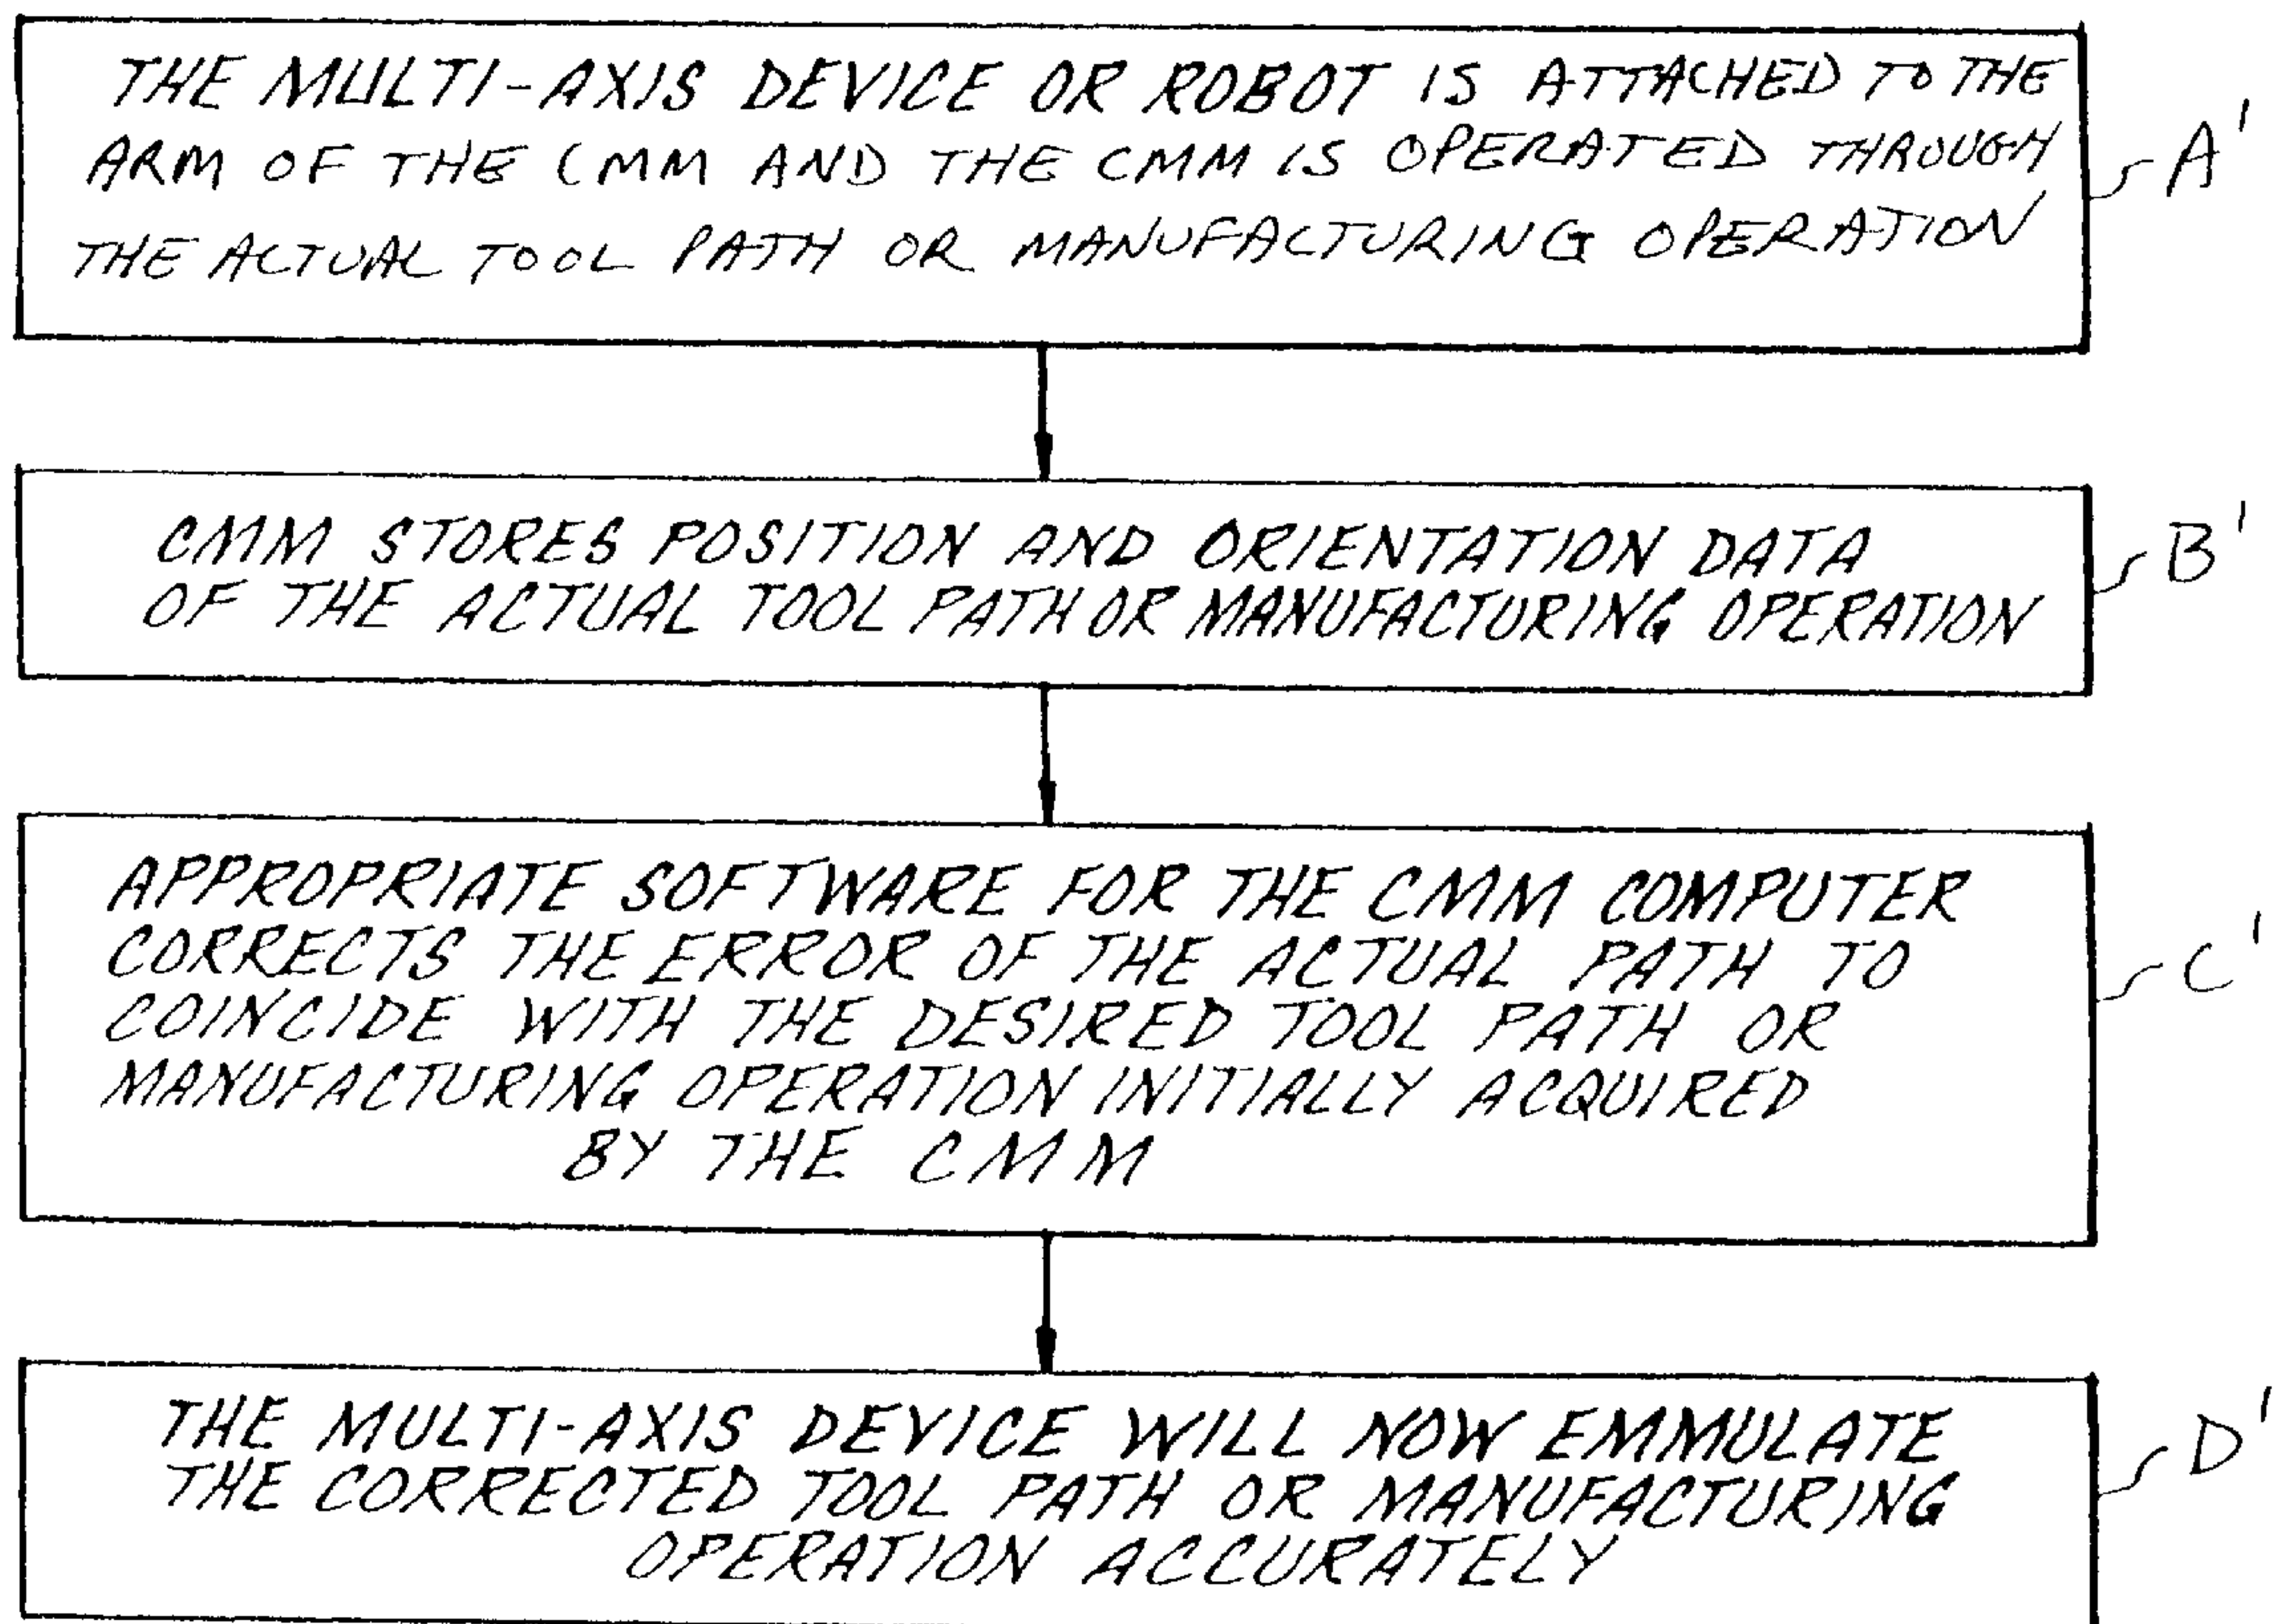 THE MULTI-AXIS DEVICE OR ROBOT IS ATTACHED TO THE
ARM OF THE CMM AND THE CMM IS OPERATED THROUGH
THE ACTUAL TOOL PATH OR MANUFACTURING OPERATION
A'
CMM STORES POSITION AND ORIENTATION DATA
OF THE ACTUAL TOOL PATH OR MANUFACTURING OPERATION
B'
APPROPRIATE SOFTWARE FOR THE CMM COMPUTER
CORRECTS THE ERROR OF THE ACTUAL PATH TO
COINCIDE WITH THE DESIRED TOOL PATH OR
MANUFACTURING OPERATION INITIALLY ACQUIRED
BY THE CMM
C'
THE MULTI-AXIS DEVICE WILL NOW EMMULATE
THE CORRECTED TOOL PATH OR MANUFACTURING
OPERATION ACCURATELY
D'